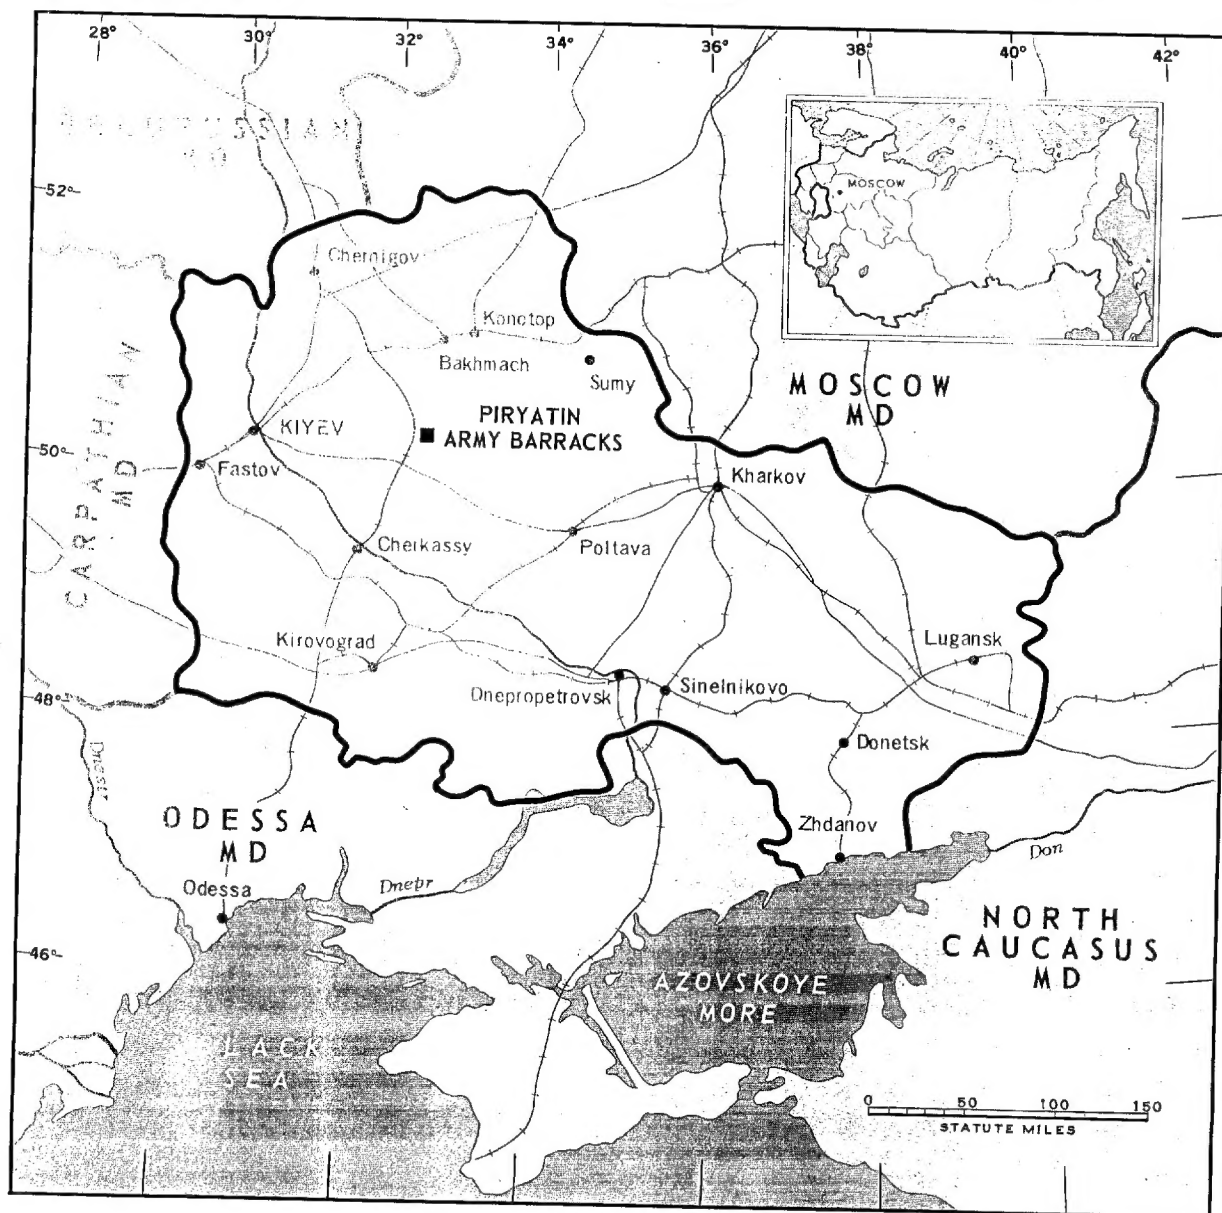 28°
30°
32°
34°
36°
38°
40°
42°
MOSCOW
52°
Chernigov
Konotop
Bakhmach
Sumy
MOSCOW
MD
CARPATHIAN
MD
PIRYATIN
ARMY BARRACKS
KIYEV
50°
Fastov
Kharkov
Cherkassy
Poltava
Kirovograd
Lugansk
Dnepropetrovsk
Sinelnikovo
48°
Donetsk
Dnestr
ODESSA
MD
Zhdanov
Don
Odessa
Dnepr
NORTH
CAUCASUS
MD
46°
AZOVSKOYE
MORE
LACK
SEA
0 50 100 150
STATUTE MILES